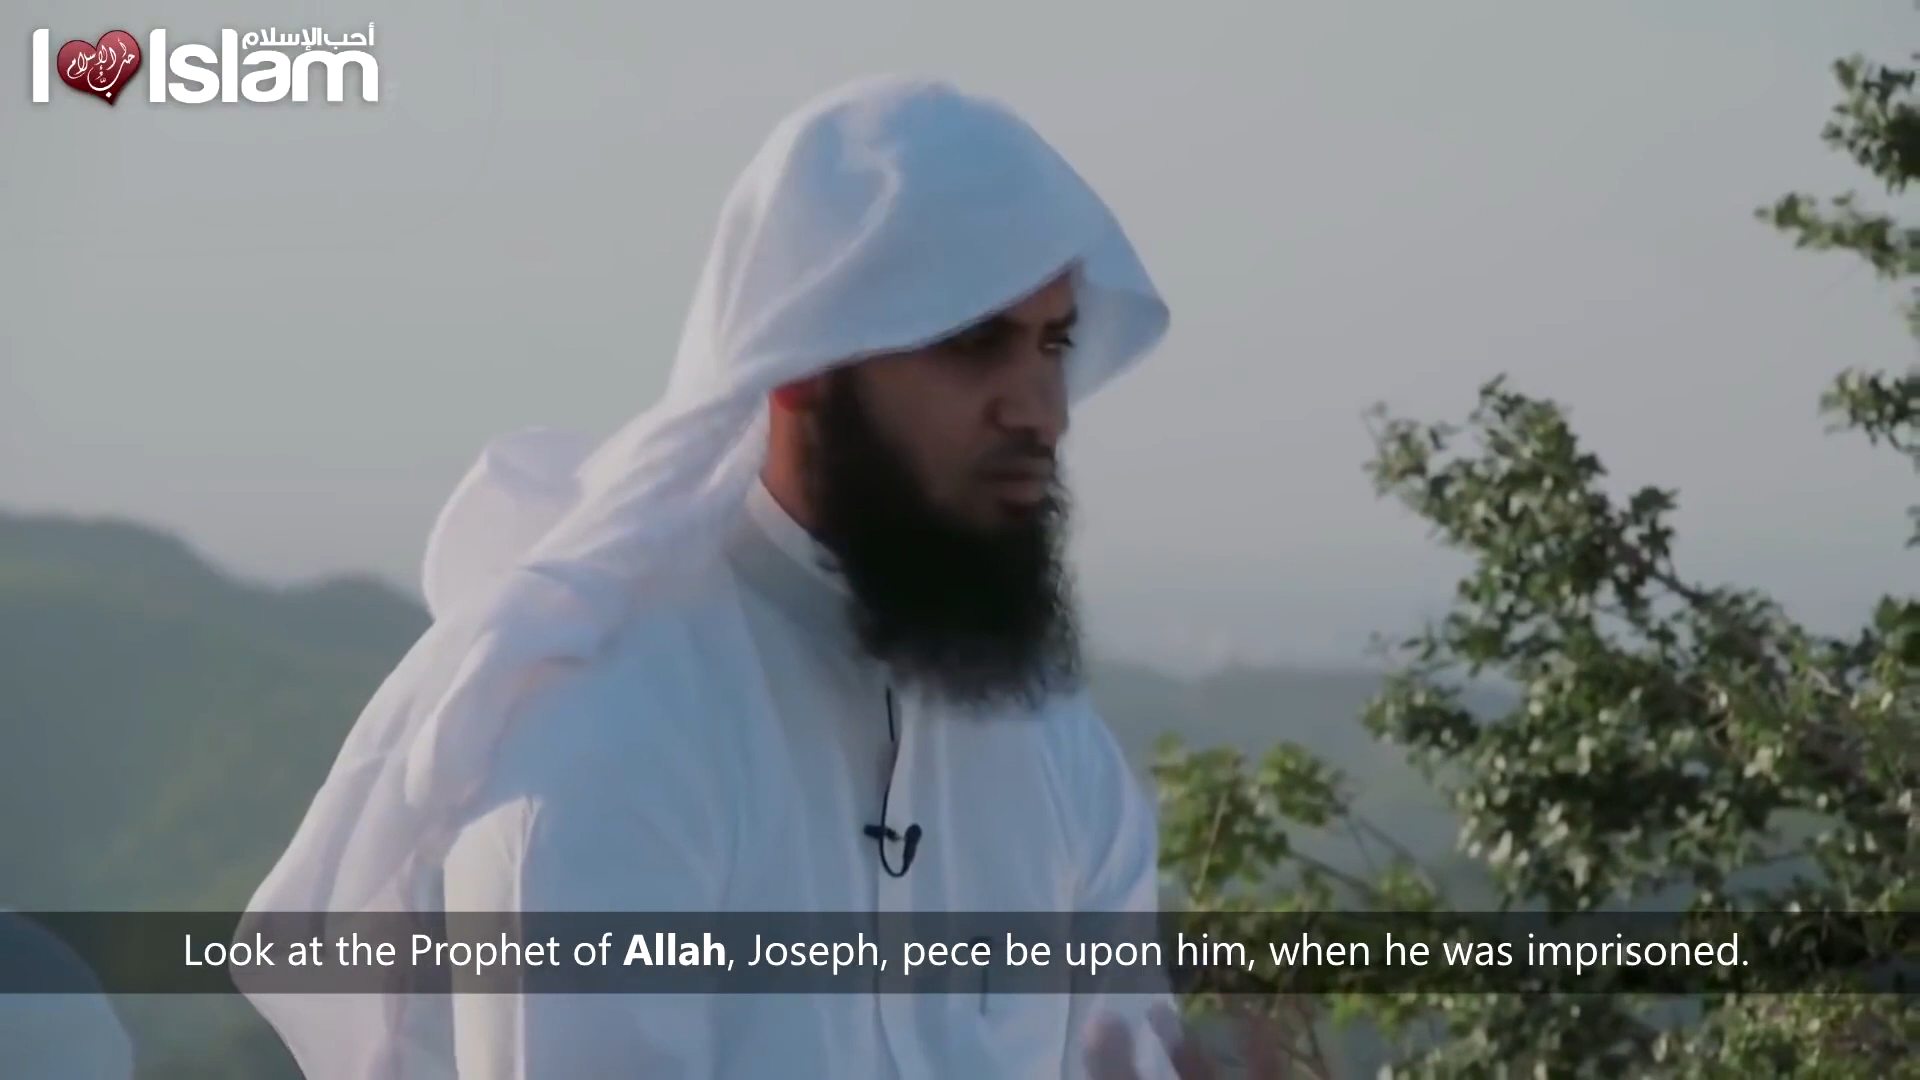 I Islam
أحب الإسلام
Look at the Prophet of Allah, Joseph, pece be upon him, when he was imprisoned.